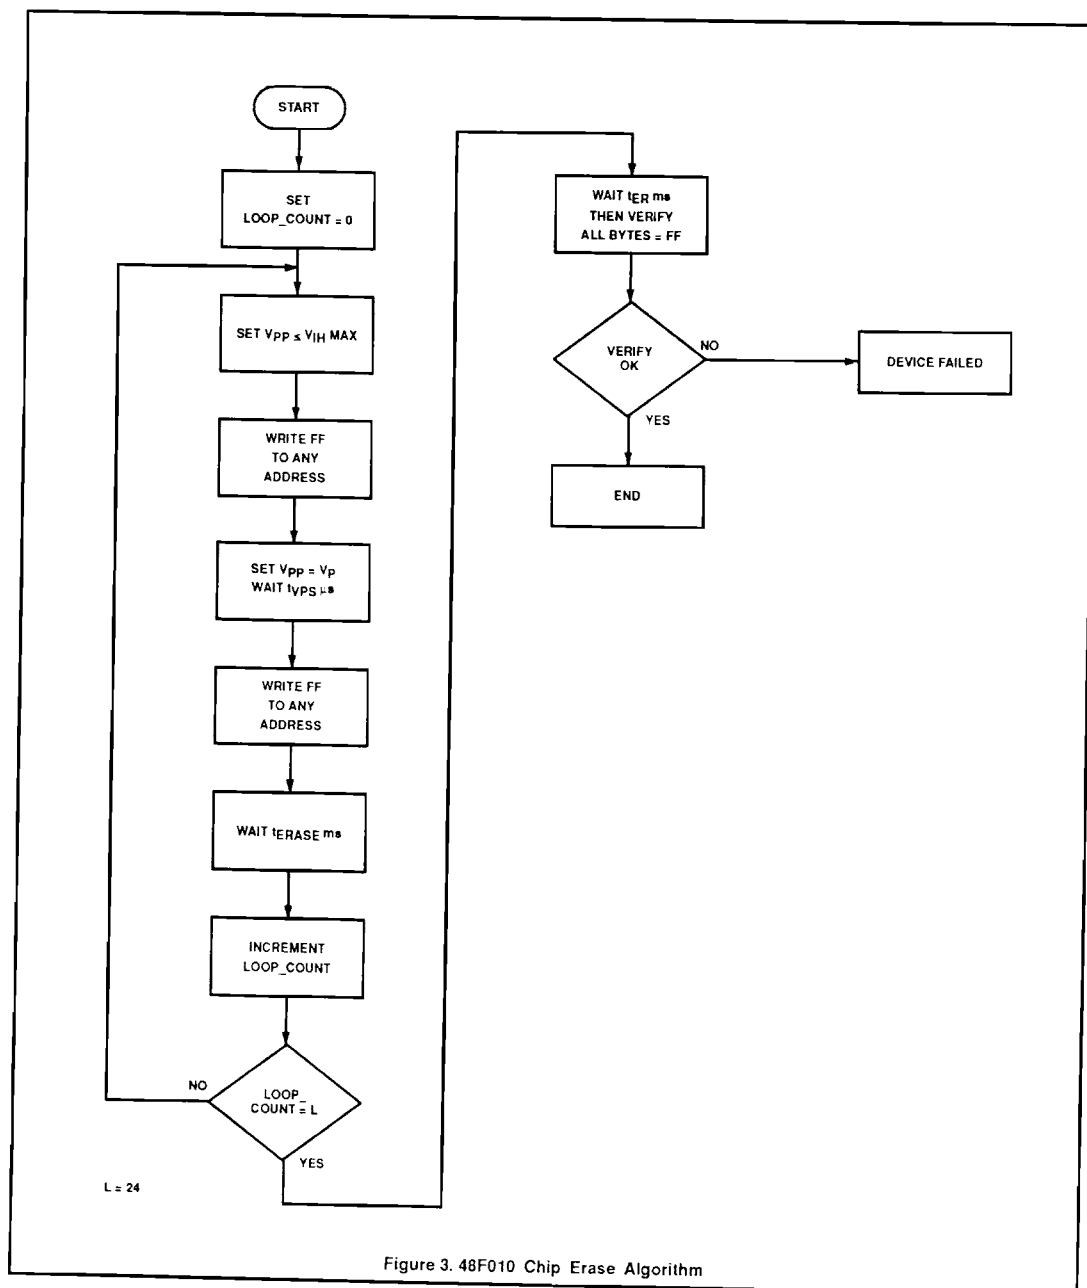 START
SET
LOOP_COUNT = 0
SET VPP ≤ VIH MAX
WRITE FF
TO ANY
ADDRESS
SET VPP = VP
WAIT tVPS μs
WRITE FF
TO ANY
ADDRESS
WAIT tERASE ms
INCREMENT
LOOP_COUNT
NO
LOOP_
COUNT = L
YES
L = 24
WAIT tER ms
THEN VERIFY
ALL BYTES = FF
VERIFY
OK
NO
DEVICE FAILED
YES
END
Figure 3. 48F010 Chip Erase Algorithm